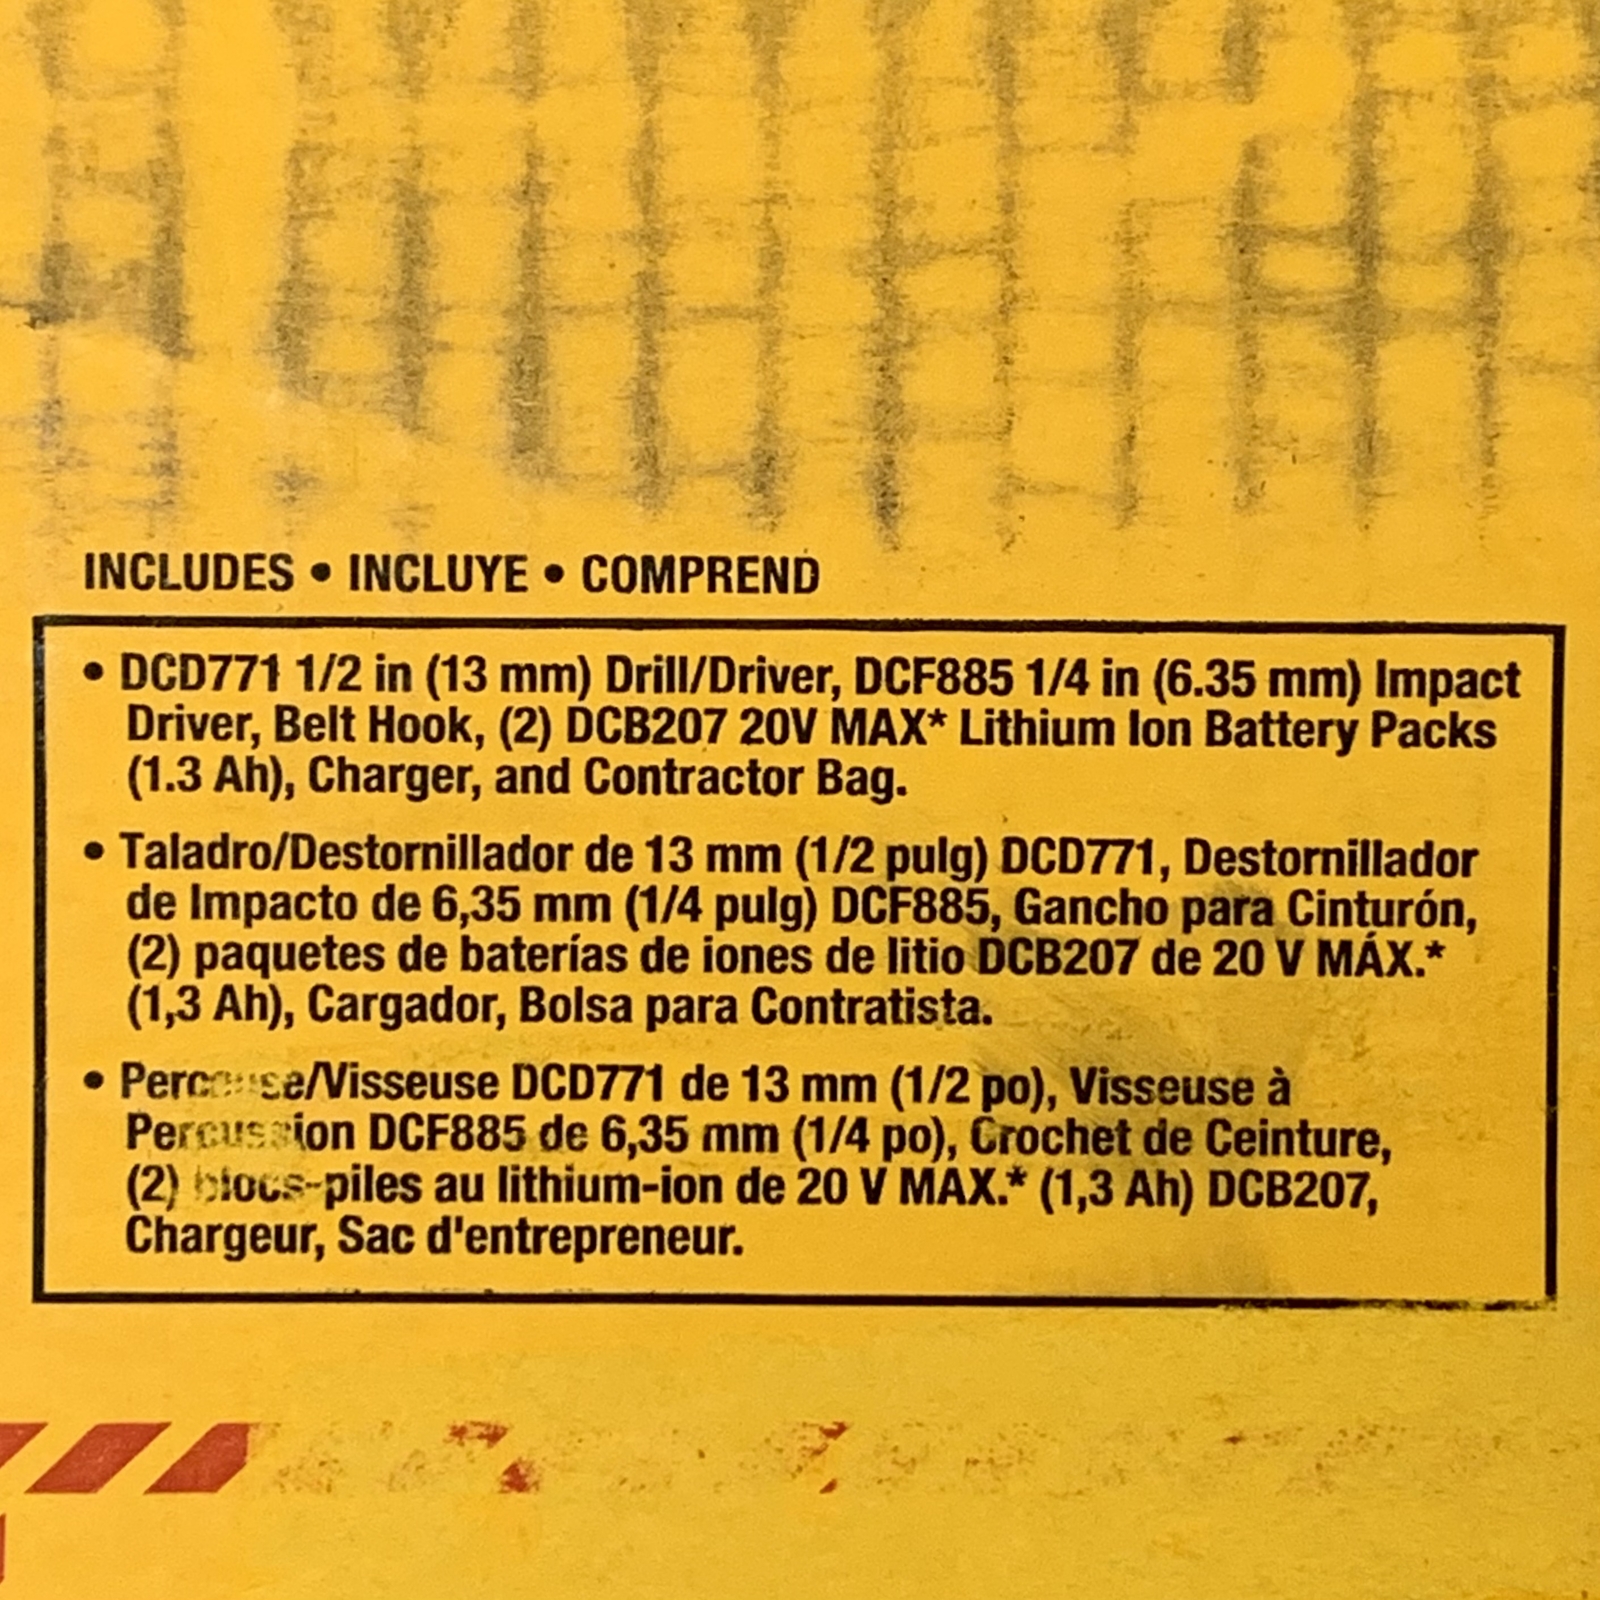 INCLUDES • INCLUYE • COMPREND
• DCD771 1/2 in (13 mm) Drill/Driver, DCF885 1/4 in (6.35 mm) Impact
Driver, Belt Hook, (2) DCB207 20V MAX* Lithium Ion Battery Packs
(1.3 Ah), Charger, and Contractor Bag.
• Taladro/Destornillador de 13 mm (1/2 pulg) DCD771, Destornillador
de Impacto de 6,35 mm (1/4 pulg) DCF885, Gancho para Cinturón,
(2) paquetes de baterías de iones de litio DCB207 de 20 V MÁX.*
(1,3 Ah), Cargador, Bolsa para Contratista.
• Perceuse/Visseuse DCD771 de 13 mm (1/2 po), Visseuse à
Percussion DCF885 de 6,35 mm (1/4 po), Crochet de Ceinture,
(2) blocs-piles au lithium-ion de 20 V MAX.* (1,3 Ah) DCB207,
Chargeur, Sac d'entrepreneur.